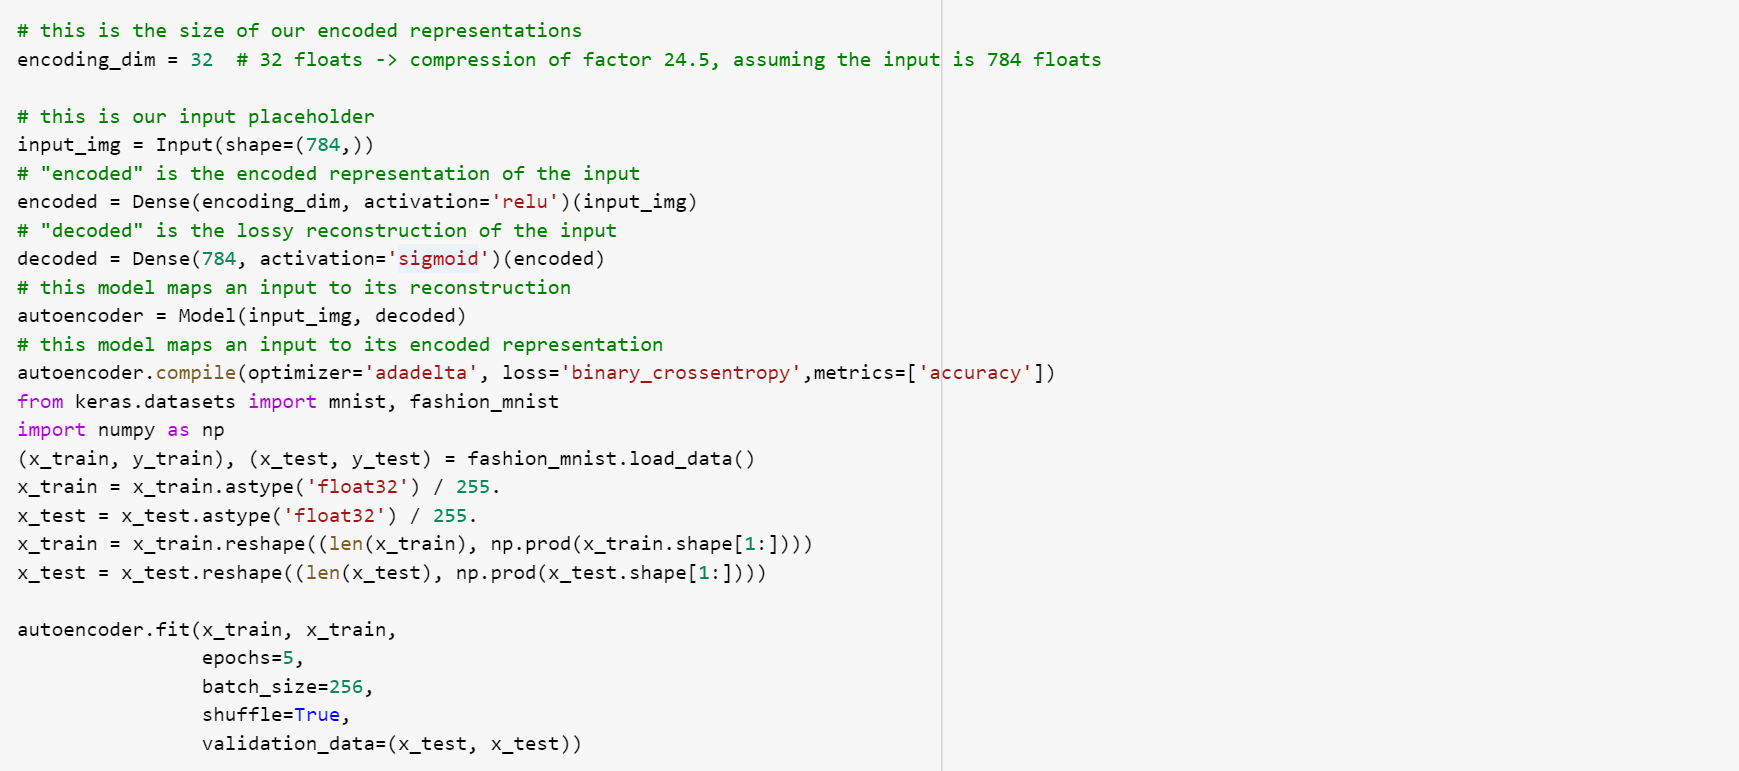 # this is the size of our encoded representations
encoding_dim = 32  # 32 floats -> compression of factor 24.5, assuming the input is 784 floats

# this is our input placeholder
input_img = Input(shape=(784,))
# "encoded" is the encoded representation of the input
encoded = Dense(encoding_dim, activation='relu')(input_img)
# "decoded" is the lossy reconstruction of the input
decoded = Dense(784, activation='sigmoid')(encoded)
# this model maps an input to its reconstruction
autoencoder = Model(input_img, decoded)
# this model maps an input to its encoded representation
autoencoder.compile(optimizer='adadelta', loss='binary_crossentropy',metrics=['accuracy'])
from keras.datasets import mnist, fashion_mnist
import numpy as np
(x_train, y_train), (x_test, y_test) = fashion_mnist.load_data()
x_train = x_train.astype('float32') / 255.
x_test = x_test.astype('float32') / 255.
x_train = x_train.reshape((len(x_train), np.prod(x_train.shape[1:])))
x_test = x_test.reshape((len(x_test), np.prod(x_test.shape[1:])))

autoencoder.fit(x_train, x_train,
                epochs=5,
                batch_size=256,
                shuffle=True,
                validation_data=(x_test, x_test))